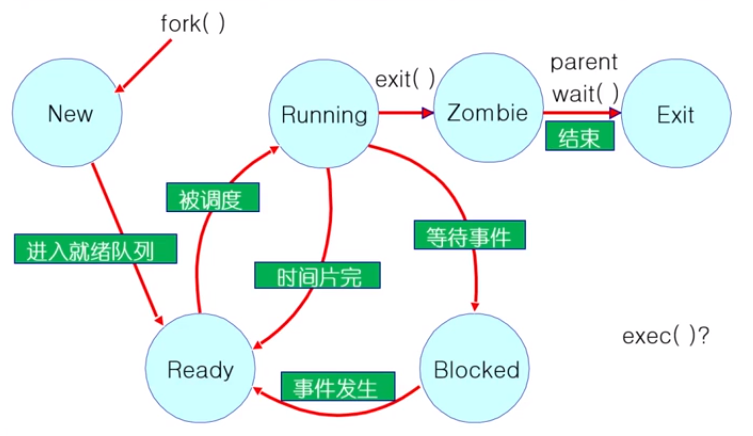 fork( )
New
Running
exit( )
Zombie
parent
wait( )
结束
Exit
被调度
进入就绪队列
时间片完
等待事件
Ready
事件发生
Blocked
exec( )?